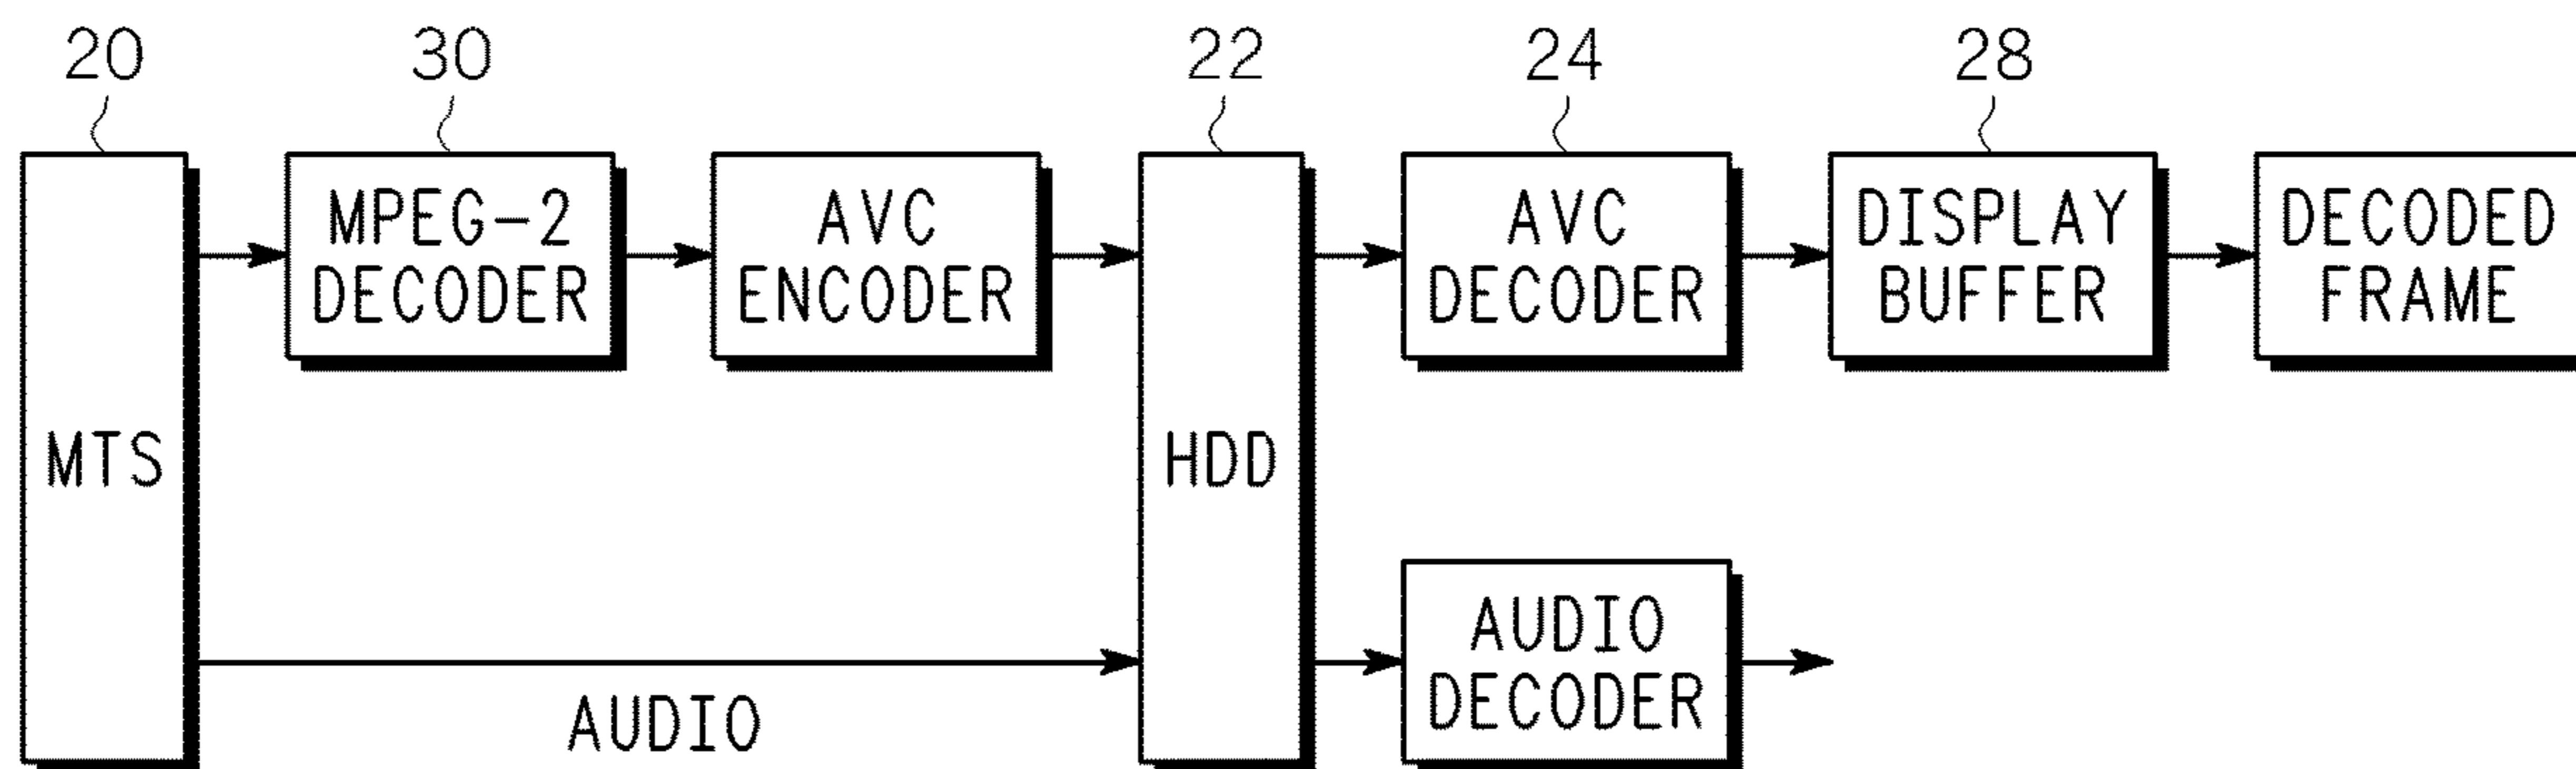 20
30
22
24
28
MTS
MPEG-2
DECODER
AVC
ENCODER
HDD
AVC
DECODER
DISPLAY
BUFFER
DECODED
FRAME
AUDIO
AUDIO
DECODER